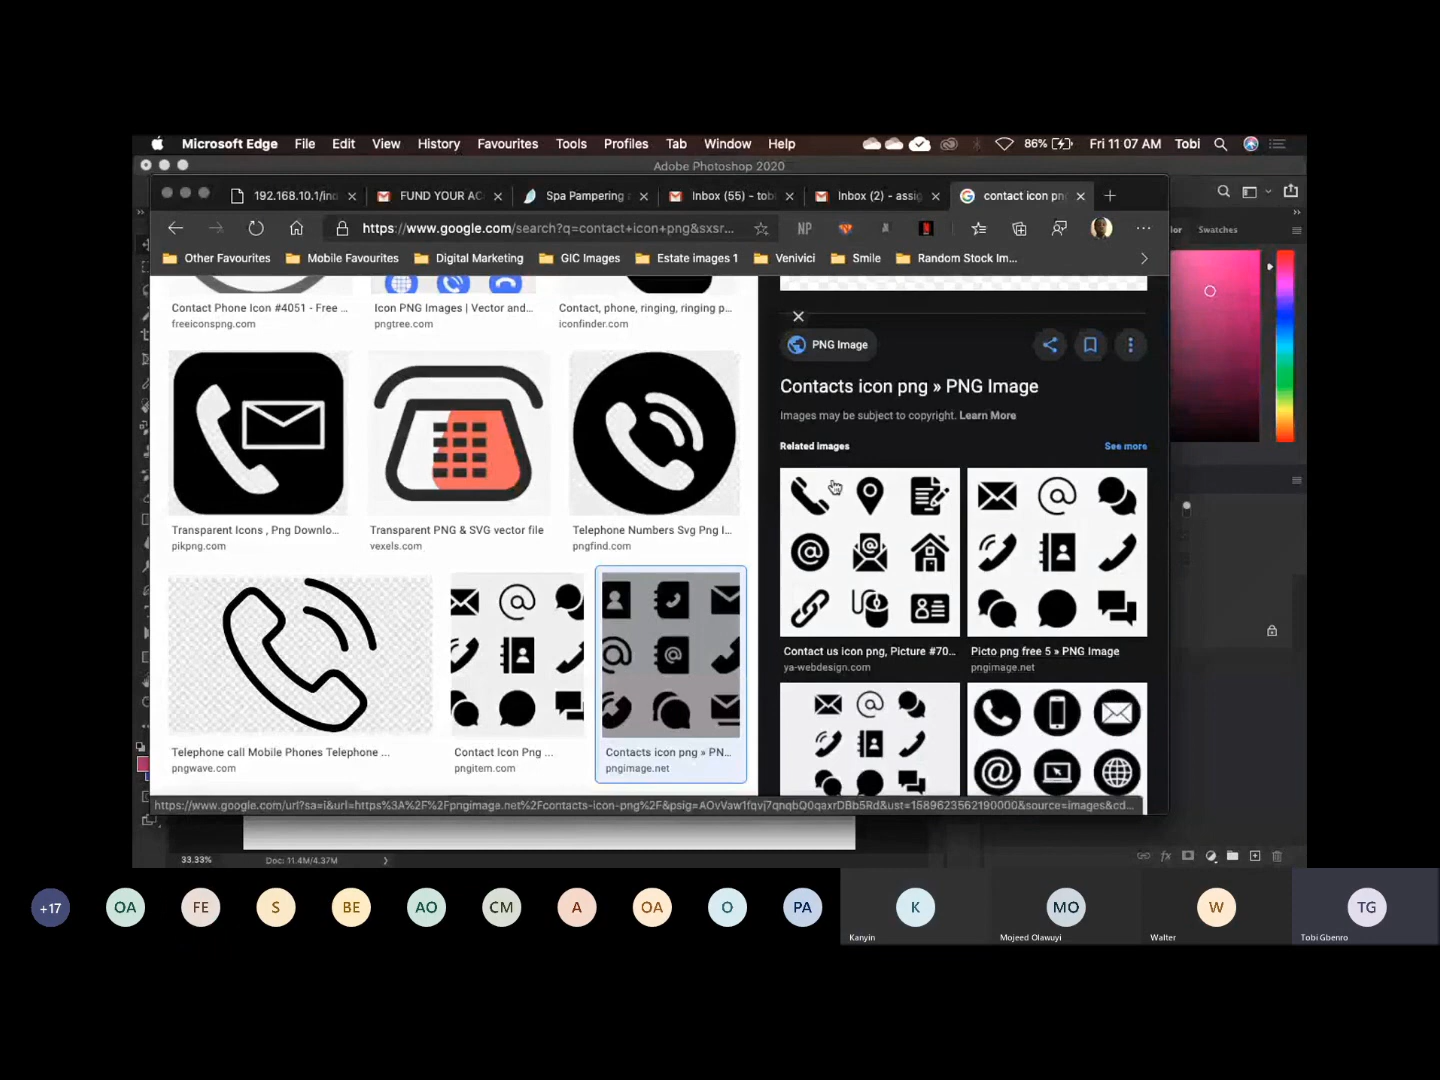 Microsoft Edge File Edit View History Favourites Tools Profiles Tab Window Help 86% Fri 11:07 AM Tobi
Adobe Photoshop 2020
192.168.10.1/in FUND YOUR AC Spa Pampering Inbox (55) - tob Inbox (2) - assig contact icon pn
https://www.google.com/search?q=contact+icon+png&sxsr...
NP
Swatches
Other Favourites Mobile Favourites Digital Marketing GIC Images Estate images 1 Venivici Smile Random Stock Im...
Contact Phone Icon #4051 - Free ...
freeiconspng.com
Icon PNG Images | Vector and...
pngtree.com
Contact, phone, ringing, ringing p...
iconfinder.com
Transparent Icons , Png Downlo...
pikpng.com
Transparent PNG & SVG vector file
vexels.com
Telephone Numbers Svg Png I...
pngfind.com
Telephone call Mobile Phones Telephone ...
pngwave.com
Contact Icon Png ...
pngitem.com
Contacts icon png » PN...
pngimage.net
PNG Image
Contacts icon png » PNG Image
Images may be subject to copyright. Learn More
Related images
See more
Contact us icon png, Picture #70...
ya-webdesign.com
Picto png free 5 » PNG Image
pngimage.net
33.33% Doc: 11.4M/4.37M
fx
+17 OA FE S BE AO CM A OA O PA K MO W TG
Kanyin Mojeed Olawuyi Walter Tobi Gbenro